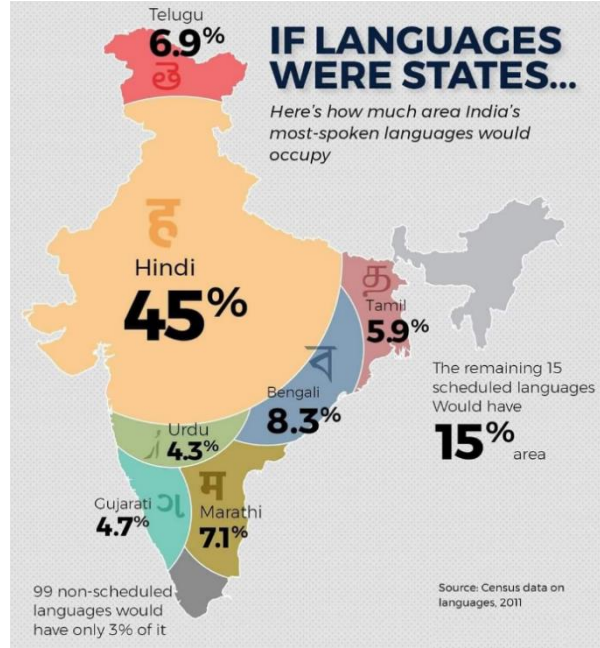 Telugu
6.9%
తె
IF LANGUAGES
WERE STATES...
Here's how much area India's
most-spoken languages would
occupy
ह
Hindi
45%
த
Tamil
5.9%
ব
Bengali
8.3%
The remaining 15
scheduled languages
Would have
15% area
Urdu
4.3%
म
Marathi
7.1%
ગ
Gujarati
4.7%
99 non-scheduled
languages would
have only 3% of it
Source: Census data on
languages, 2011